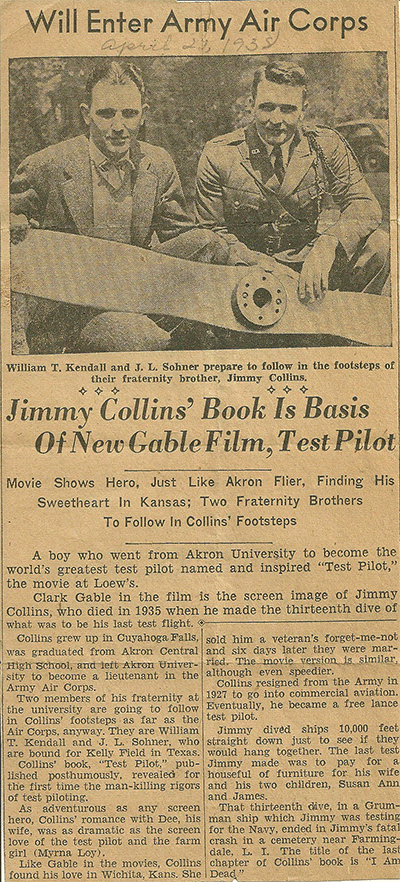 Will Enter Army Air Corps
April 27, 1938
William T. Kendall and J. L. Sohner prepare to follow in the footsteps of
their fraternity brother, Jimmy Collins.
Jimmy Collins' Book Is Basis
Of New Gable Film, Test Pilot
Movie Shows Hero, Just Like Akron Flier, Finding His
Sweetheart In Kansas; Two Fraternity Brothers
To Follow In Collins' Footsteps
A boy who went from Akron University to become the
world's greatest test pilot named and inspired "Test Pilot,"
the movie at Loew's.
Clark Gable in the film is the screen image of Jimmy
Collins, who died in 1935 when he made the thirteenth dive of
what was to be his last test flight.
Collins grew up in Cuyahoga Falls,
was graduated from Akron Central
High School, and left Akron Univer-
sity to become a lieutenant in the
Army Air Corps.
Two members of his fraternity at
the university are going to follow
in Collins' footsteps as far as the
Air Corps, anyway. They are William
T. Kendall and J. L. Sohner, who
are bound for Kelly Field in Texas.
Collins' book, "Test Pilot," pub-
lished posthumously, revealed for
the first time the man-killing rigors
of test piloting.
As adventurous as any screen
hero, Collins' romance with Dee, his
wife, was as dramatic as the screen
love of the test pilot and the farm
girl (Myrna Loy).
Like Gable in the movies, Collins
found his love in Wichita, Kans. She
sold him a veteran's forget-me-not
and six days later they were mar-
ried. The movie version is similar,
although even speedier.
Collins resigned from the Army in
1927 to go into commercial aviation.
Eventually, he became a free lance
test pilot.
Jimmy dived ships 10,000 feet
straight down just to see if they
would hang together. The last test
Jimmy made was to pay for a
houseful of furniture for his wife
and his two children, Susan Ann
and James.
That thirteenth dive, in a Grum-
man ship which Jimmy was testing
for the Navy, ended in Jimmy's fatal
crash in a cemetery near Farming-
dale, L. I. The title of the last
chapter of Collins' book is "I Am
Dead."